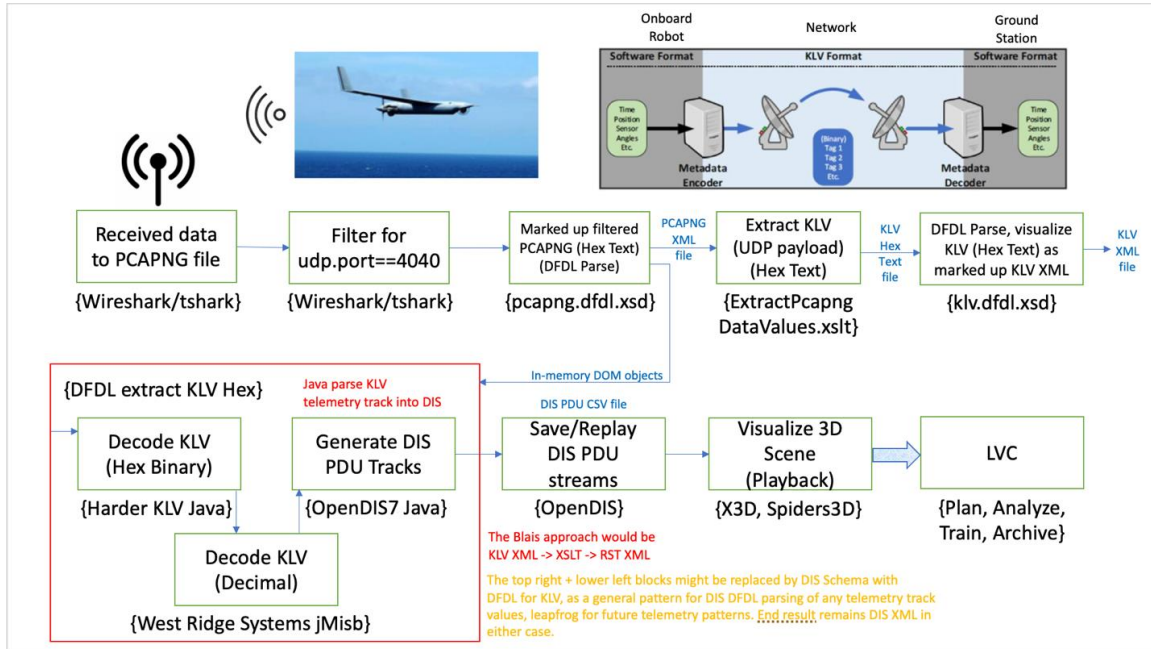 Onboard
Robot
Network
Ground
Station
Software Format
KLV Format
Software Format
Time
Position
Sensor
Angles
Etc.
Metadata
Encoder
(Binary)
Tag 1
Tag 2
Tag 3
Etc.
Metadata
Decoder
Time
Position
Sensor
Angles
Etc.
Received data
to PCAPNG file
{Wireshark/tshark}
Filter for
udp.port==4040
{Wireshark/tshark}
Marked up filtered
PCAPNG (Hex Text)
(DFDL Parse)
{pcapng.dfdl.xsd}
PCAPNG
XML
file
Extract KLV
(UDP payload)
(Hex Text)
{ExtractPcapng
DataValues.xslt}
KLV
Hex
Text
file
DFDL Parse, visualize
KLV (Hex Text) as
marked up KLV XML
{klv.dfdl.xsd}
KLV
XML
file
In-memory DOM objects
{DFDL extract KLV Hex}
Java parse KLV
telemetry track into DIS
Decode KLV
(Hex Binary)
{Harder KLV Java}
Decode KLV
(Decimal)
{West Ridge Systems jMisb}
Generate DIS
PDU Tracks
{OpenDIS7 Java}
DIS PDU CSV file
Save/Replay
DIS PDU
streams
{OpenDIS}
Visualize 3D
Scene
(Playback)
{X3D, Spiders3D}
LVC
{Plan, Analyze,
Train, Archive}
The Blais approach would be
KLV XML -> XSLT -> RST XML
The top right + lower left blocks might be replaced by DIS Schema with
DFDL for KLV, as a general pattern for DIS DFDL parsing of any telemetry track
values, leapfrog for future telemetry patterns. End result remains DIS XML in
either case.